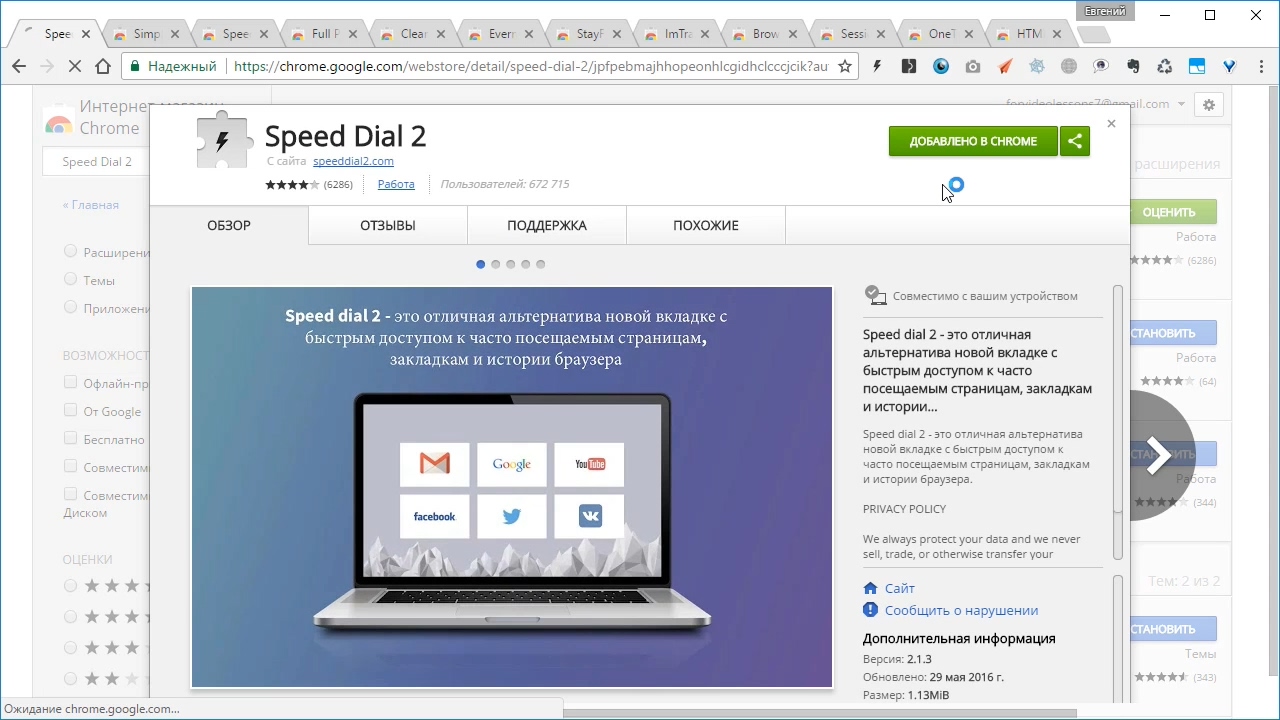 Евгений
Spee
Simp
Spee
Full P
Clear
Evern
StayF
ImTra
Brow
Sessi
OneT
HTMl
Надежный
https://chrome.google.com/webstore/detail/speed-dial-2/jpfpebmajhhopeonhlcgidhclcccjcik?au
Интернет-магазин
Chrome
forvideolessons7@gmail.com
Speed Dial 2
« Главная
Расширени
Темы
Приложени
ВОЗМОЖНОСТ
Офлайн-пр
От Google
Бесплатно
Совместим
Совместим
Диском
ОЦЕНКИ
Speed Dial 2
С сайта speeddial2.com
(6286)
Работа
Пользователей: 672 715
ДОБАВЛЕНО В CHROME
ОБЗОР
ОТЗЫВЫ
ПОДДЕРЖКА
ПОХОЖИЕ
Speed dial 2 - это отличная альтернатива новой вкладке с
быстрым доступом к часто посещаемым страницам,
закладкам и истории браузера
Google
YouTube
facebook
Совместимо с вашим устройством
Speed dial 2 - это отличная
альтернатива новой вкладке с
быстрым доступом к часто
посещаемым страницам, закладкам
и истории...
Speed dial 2 - это отличная альтернатива
новой вкладке с быстрым доступом к
часто посещаемым страницам, закладкам
и истории браузера.
PRIVACY POLICY
We always protect your data and we never
sell, trade, or otherwise transfer your
Сайт
Сообщить о нарушении
Дополнительная информация
Версия: 2.1.3
Обновлено: 29 мая 2016 г.
Размер: 1.13MiB
расширения
ОЦЕНИТЬ
Работа
(6286)
СТАНОВИТЬ
Работа
(64)
СТАНОВИТЬ
Работа
(344)
Тем: 2 из 2
СТАНОВИТЬ
Темы
(343)
Ожидание chrome.google.com...